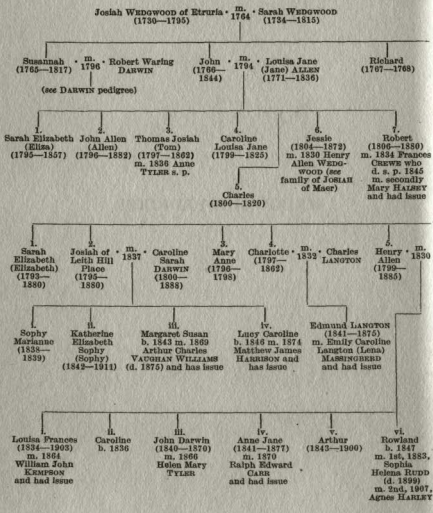 Josiah WEDGWOOD of Etruria · m. · Sarah WEDGWOOD
(1730—1795) 1764 (1734—1815)
Susannah · m. · Robert Waring
(1765—1817) 1796 DARWIN
(see DARWIN pedigree)
John · m. · Louisa Jane
(1766— 1794 (Jane) ALLEN
1844) (1771—1836)
Richard
(1767—1768)
1.
Sarah Elizabeth
(Eliza)
(1795—1857)
2.
John Allen
(Allen)
(1796—1882)
3.
Thomas Josiah
(Tom)
(1797—1862)
m. 1836 Anne
TYLER s. p.
4.
Caroline
Louisa Jane
(1799—1825)
5.
Charles
(1800—1820)
6.
Jessie
(1804—1872)
m. 1830 Henry
Allen WEDG-
WOOD (see
family of JOSIAH
of Maer)
7.
Robert
(1806—1880)
m. 1834 Frances
CREWE who
d. s. p. 1845
m. secondly
Mary HALSEY
and had issue
1.
Sarah
Elizabeth
(Elizabeth)
(1793—
1880)
2.
Josiah of · m. · Caroline
Leith Hill 1837 Sarah
Place DARWIN
(1795— (1800—
1880) 1888)
3.
Mary
Anne
(1796—
1798)
4.
Charlotte · m. · Charles
(1797— 1832 LANGTON
1862)
5.
Henry · m.
Allen 1830
(1799—
1885)
i.
Sophy
Marianne
(1838—
1839)
ii.
Katherine
Elizabeth
Sophy
(Sophy)
(1842—1911)
iii.
Margaret Susan
b. 1843 m. 1869
Arthur Charles
VAUGHAN WILLIAMS
(d. 1875) and has issue
iv.
Lucy Caroline
b. 1846 m. 1874
Matthew James
HARRISON and
has issue
Edmund LANGTON
(1841—1875)
m. Emily Caroline
Langton (Lena)
MASSINGBERD
and had issue
i.
Louisa Frances
(1834—1903)
m. 1864
William John
KEMPSON
and had issue
ii.
Caroline
b. 1836
iii.
John Darwin
(1840—1870)
m. 1866
Helen Mary
TYLER
iv.
Anne Jane
(1841—1877)
m. 1870
Ralph Edward
CARR
and had issue
v.
Arthur
(1843—1900)
vi.
Rowland
b. 1847
m. 1st, 1883,
Sophia
Helena RUDD
(d. 1899)
m. 2nd, 1907,
Agnes HARLEY